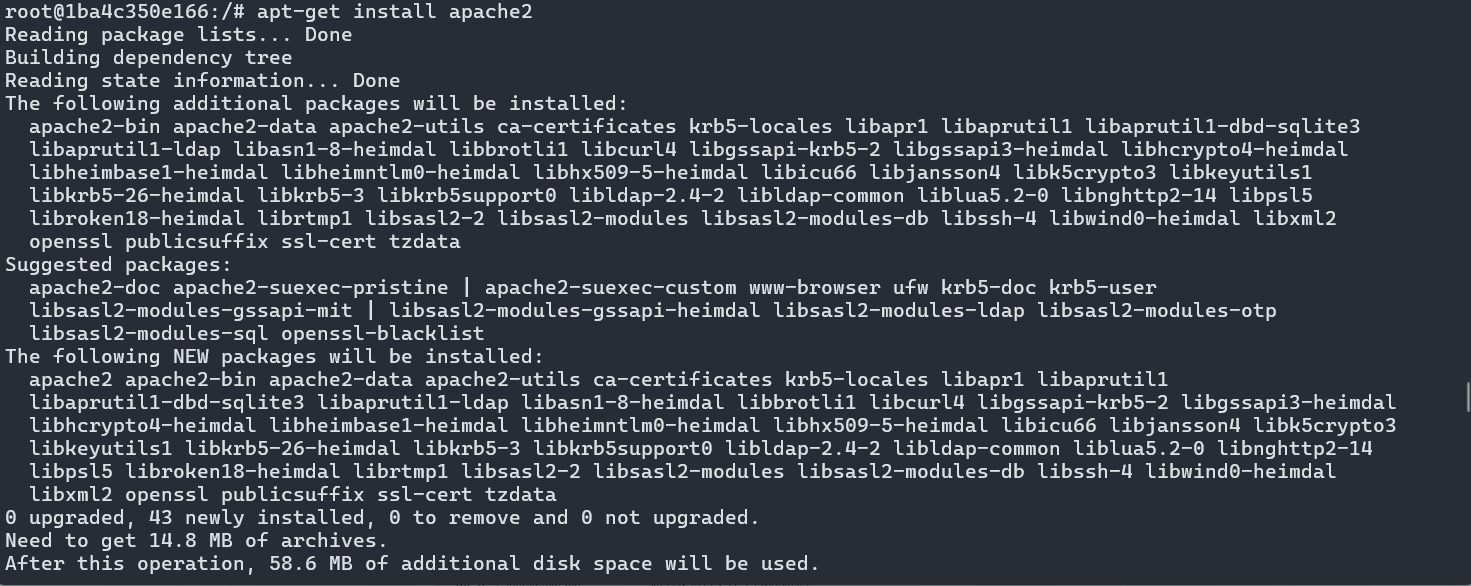 root@1ba4c350e166:/# apt-get install apache2
Reading package lists... Done
Building dependency tree
Reading state information... Done
The following additional packages will be installed:
  apache2-bin apache2-data apache2-utils ca-certificates krb5-locales libapr1 libaprutil1 libaprutil1-dbd-sqlite3
  libaprutil1-ldap libasn1-8-heimdal libbrotli1 libcurl4 libgssapi-krb5-2 libgssapi3-heimdal libhcrypto4-heimdal
  libheimbase1-heimdal libheimntlm0-heimdal libhx509-5-heimdal libicu66 libjansson4 libk5crypto3 libkeyutils1
  libkrb5-26-heimdal libkrb5-3 libkrb5support0 libldap-2.4-2 libldap-common liblua5.2-0 libnghttp2-14 libpsl5
  libroken18-heimdal librtmp1 libsasl2-2 libsasl2-modules libsasl2-modules-db libssh-4 libwind0-heimdal libxml2
  openssl publicsuffix ssl-cert tzdata
Suggested packages:
  apache2-doc apache2-suexec-pristine | apache2-suexec-custom www-browser ufw krb5-doc krb5-user
  libsasl2-modules-gssapi-mit | libsasl2-modules-gssapi-heimdal libsasl2-modules-ldap libsasl2-modules-otp
  libsasl2-modules-sql openssl-blacklist
The following NEW packages will be installed:
  apache2 apache2-bin apache2-data apache2-utils ca-certificates krb5-locales libapr1 libaprutil1
  libaprutil1-dbd-sqlite3 libaprutil1-ldap libasn1-8-heimdal libbrotli1 libcurl4 libgssapi-krb5-2 libgssapi3-heimdal
  libhcrypto4-heimdal libheimbase1-heimdal libheimntlm0-heimdal libhx509-5-heimdal libicu66 libjansson4 libk5crypto3
  libkeyutils1 libkrb5-26-heimdal libkrb5-3 libkrb5support0 libldap-2.4-2 libldap-common liblua5.2-0 libnghttp2-14
  libpsl5 libroken18-heimdal librtmp1 libsasl2-2 libsasl2-modules libsasl2-modules-db libssh-4 libwind0-heimdal
  libxml2 openssl publicsuffix ssl-cert tzdata
0 upgraded, 43 newly installed, 0 to remove and 0 not upgraded.
Need to get 14.8 MB of archives.
After this operation, 58.6 MB of additional disk space will be used.